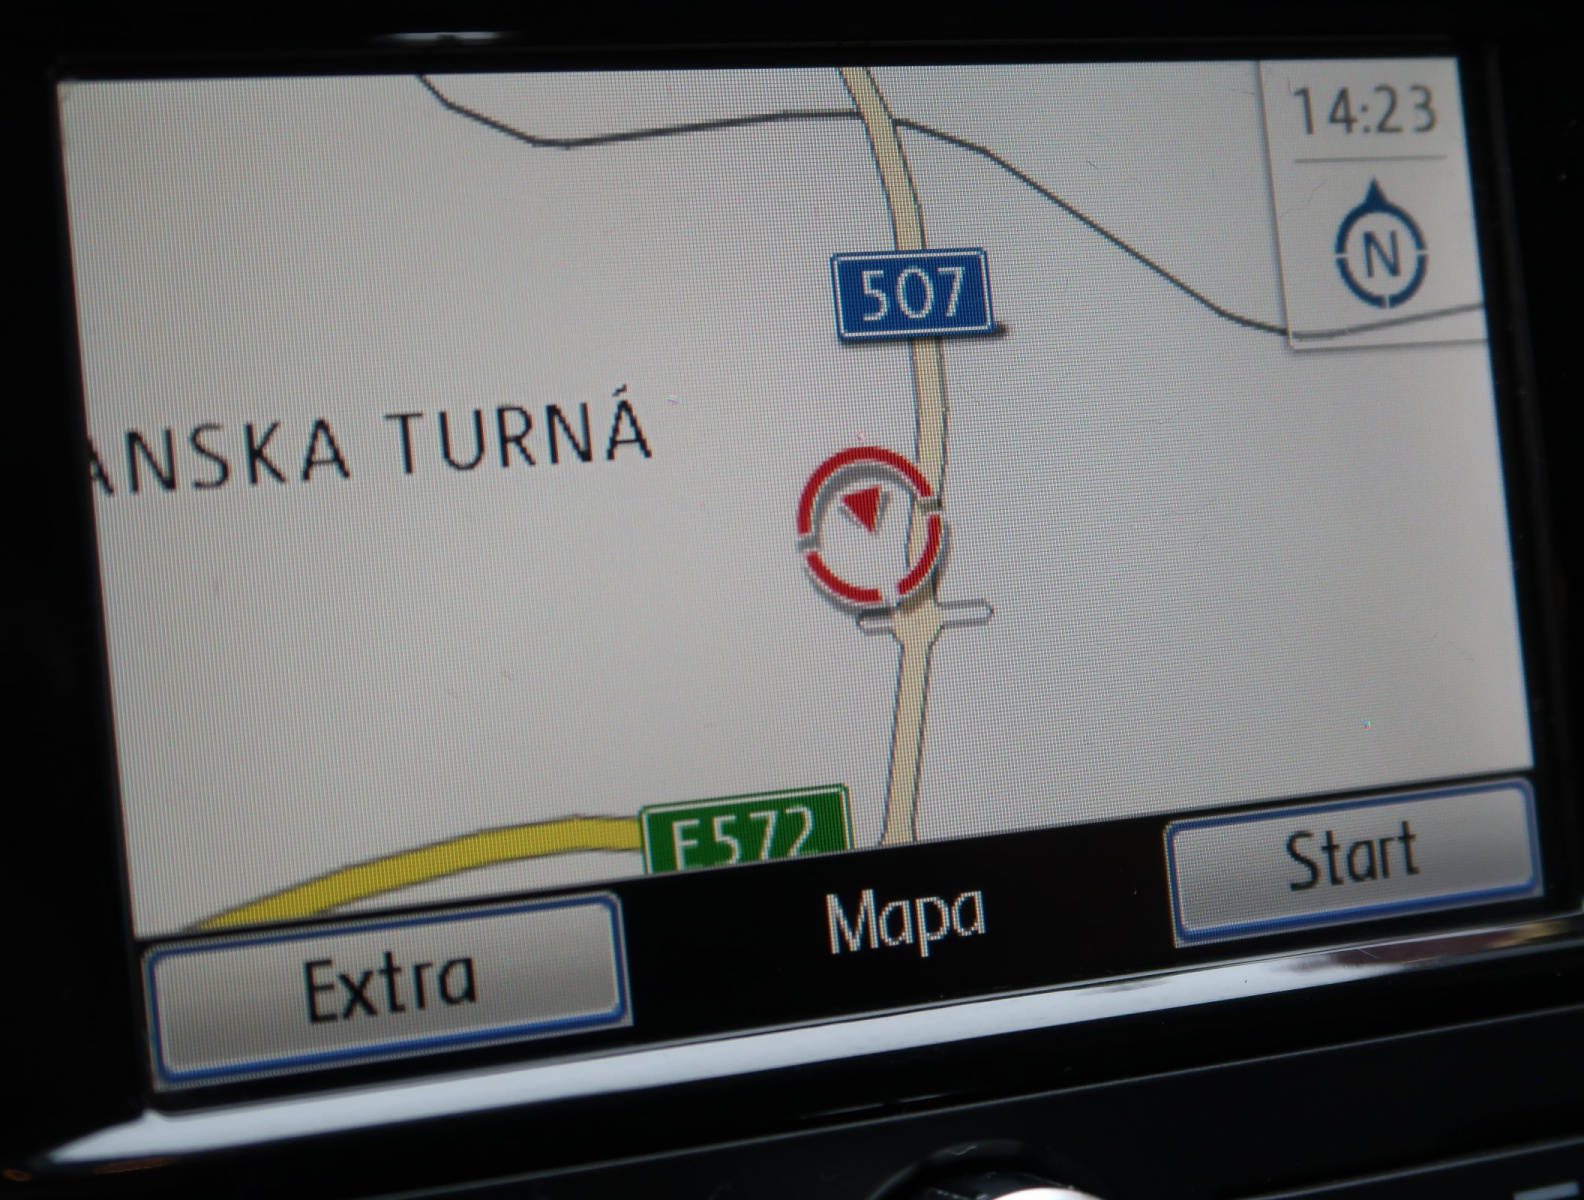 14:23
N
507
ANSKA TURNÁ
E572
Mapa
Start
Extra